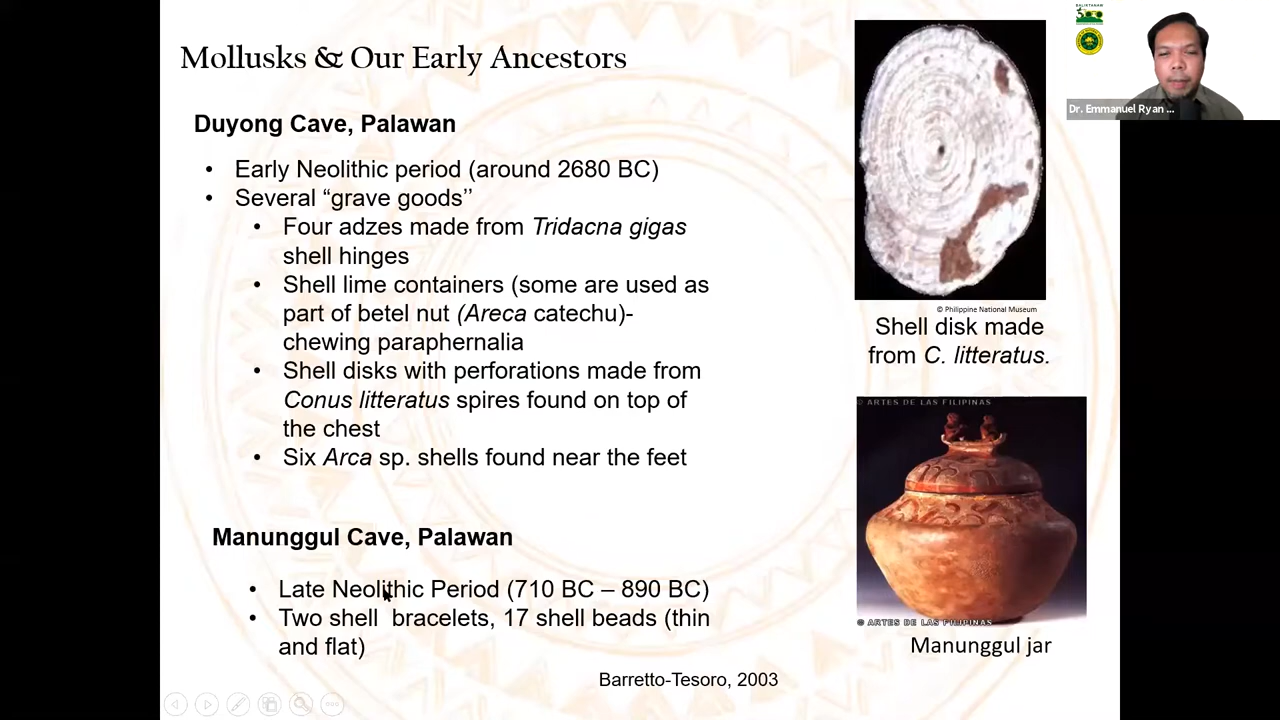 Mollusks & Our Early Ancestors
Duyong Cave, Palawan
• Early Neolithic period (around 2680 BC)
• Several “grave goods’’
• Four adzes made from Tridacna gigas
shell hinges
• Shell lime containers (some are used as
part of betel nut (Areca catechu)-
chewing paraphernalia
• Shell disks with perforations made from
Conus litteratus spires found on top of
the chest
• Six Arca sp. shells found near the feet
Manunggul Cave, Palawan
• Late Neolithic Period (710 BC – 890 BC)
• Two shell bracelets, 17 shell beads (thin
and flat)
Barretto-Tesoro, 2003
© Philippine National Museum
Shell disk made
from C. litteratus.
© ARTES DE LAS FILIPINAS
© ARTES DE LAS FILIPINAS
Manunggul jar
Dr. Emmanuel Ryan ...